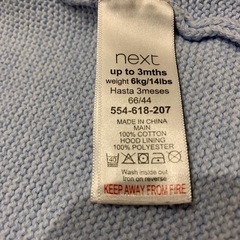 next
up to 3mths
weight 6kg/14lbs
Hasta 3meses
66/44
554-618-207
MADE IN CHINA
MAIN
100% COTTON
HOOD LINING
100% POLYESTER
Wash inside out
Iron on reverse
KEEP AWAY FROM FIRE